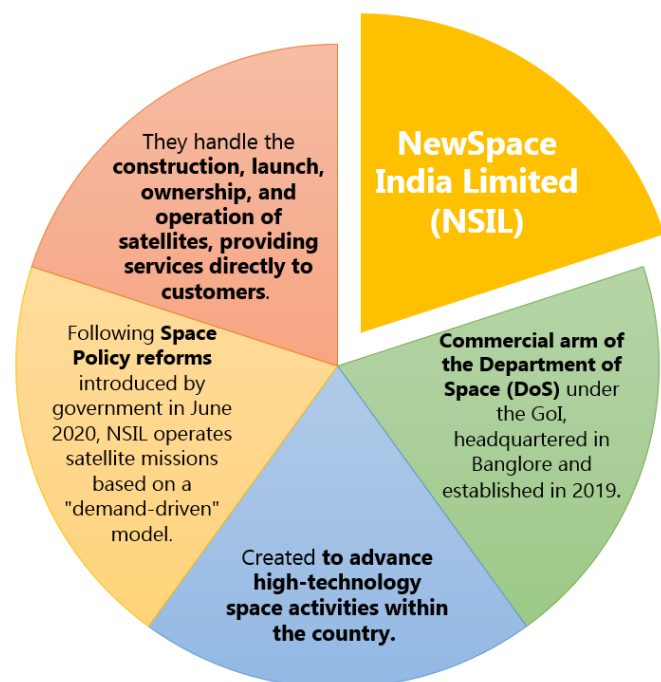 NewSpace
India Limited
(NSIL)
Commercial arm of
the Department of
Space (DoS) under
the GoI,
headquartered in
Banglore and
established in 2019.
Created to advance
high-technology
space activities within
the country.
Following Space
Policy reforms
introduced by
government in June
2020, NSIL operates
satellite missions
based on a
"demand-driven"
model.
They handle the
construction, launch,
ownership, and
operation of
satellites, providing
services directly to
customers.